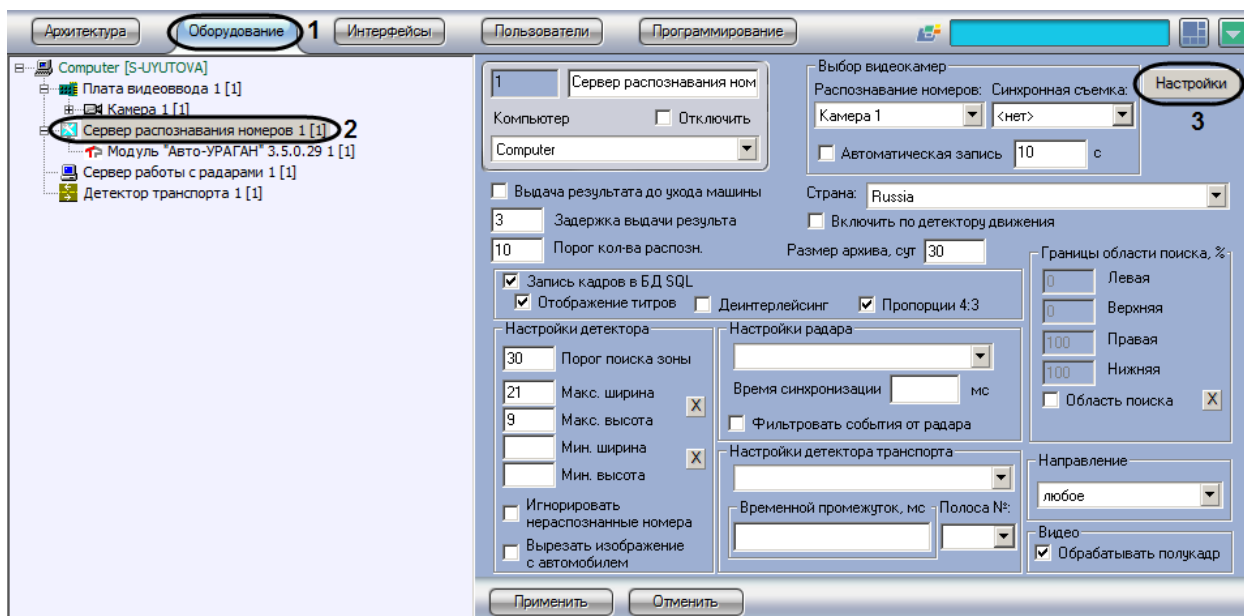 Архитектура
Оборудование
1
Интерфейсы
Пользователи
Программирование
Computer [S-UYUTOVA]
Плата видеоввода 1 [1]
Камера 1 [1]
Сервер распознавания номеров 1 [1]
2
Модуль "Авто-УРАГАН" 3.5.0.29 1 [1]
Сервер работы с радарами 1 [1]
Детектор транспорта 1 [1]
1
Сервер распознавания ном
Компьютер
Отключить
Computer
Выбор видеокамер
Распознавание номеров:
Синхронная съемка:
Камера 1
<нет>
Автоматическая запись
10
с
Настройки
3
Выдача результата до ухода машины
3
Задержка выдачи результа
10
Порог кол-ва распозн.
Страна:
Russia
Включить по детектору движения
Размер архива, сут
30
Запись кадров в БД SQL
Отображение титров
Деинтерлейсинг
Пропорции 4:3
Границы области поиска, %
0
Левая
0
Верхняя
100
Правая
100
Нижняя
Область поиска
X
Настройки детектора
30
Порог поиска зоны
21
Макс. ширина
9
Макс. высота
X
Мин. ширина
Мин. высота
X
Игнорировать
нераспознанные номера
Вырезать изображение
с автомобилем
Настройки радара
Время синхронизации
мс
Фильтровать события от радара
Настройки детектора транспорта
Временной промежуток, мс
Полоса №:
Направление
любое
Видео
Обрабатывать полукадр
Применить
Отменить